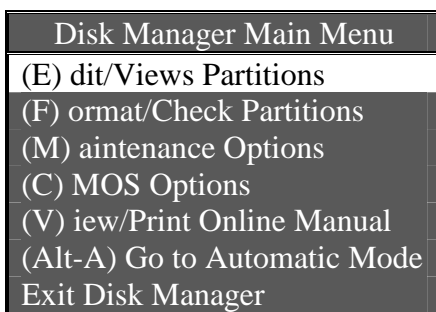 Disk Manager Main Menu
(E) dit/Views Partitions
(F) ormat/Check Partitions
(M) aintenance Options
(C) MOS Options
(V) iew/Print Online Manual
(Alt-A) Go to Automatic Mode
Exit Disk Manager